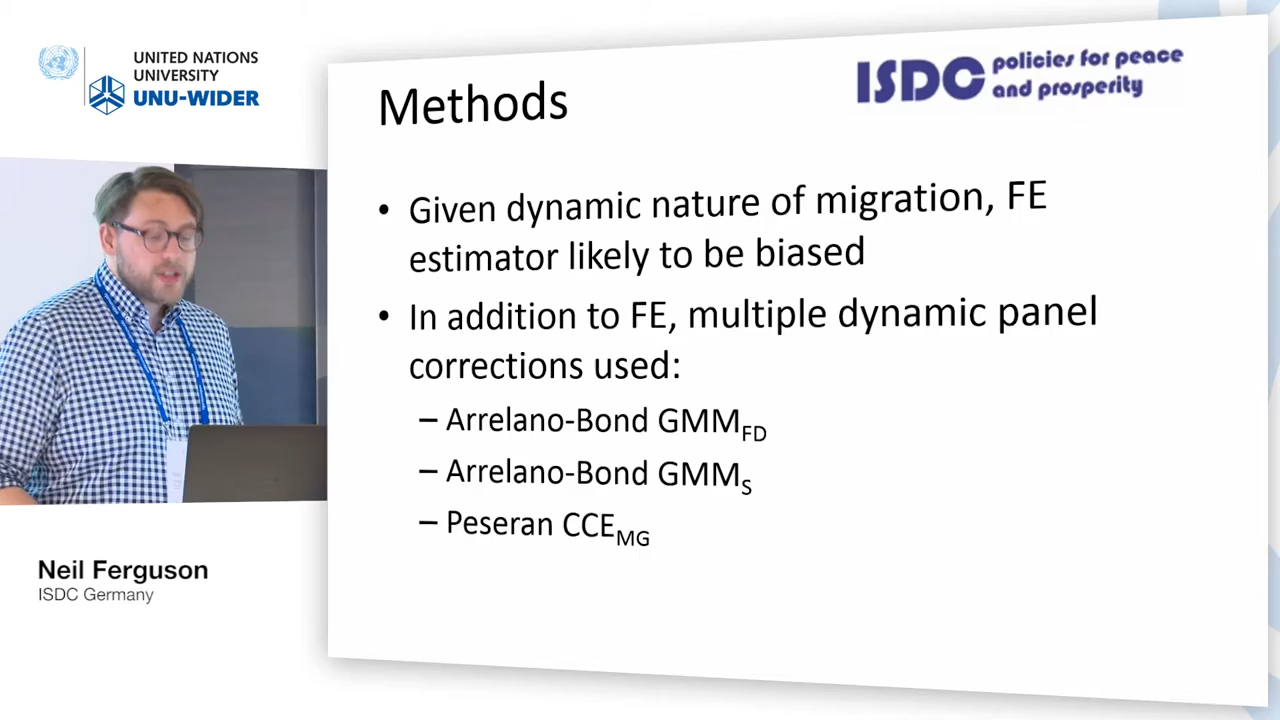 UNITED NATIONS
UNIVERSITY
UNU-WIDER
ISDC policies for peace
and prosperity
Methods
• Given dynamic nature of migration, FE
estimator likely to be biased
• In addition to FE, multiple dynamic panel
corrections used:
– Arrelano-Bond GMMFD
– Arrelano-Bond GMMS
– Peseran CCEMG
Neil Ferguson
ISDC Germany